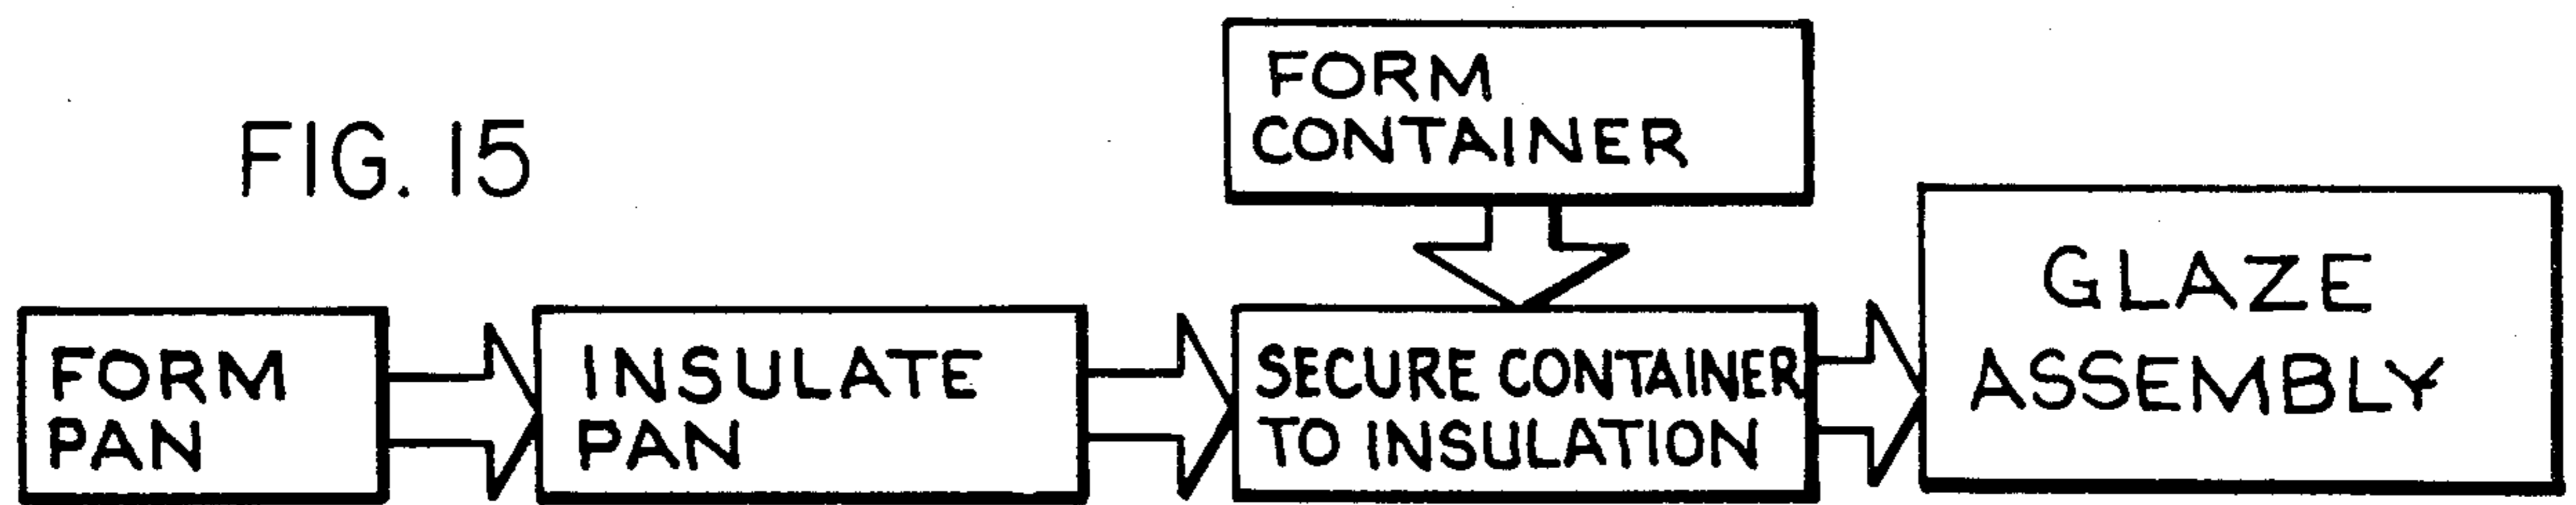 FIG. 15
FORM
CONTAINER
FORM
PAN
INSULATE
PAN
SECURE CONTAINER
TO INSULATION
GLAZE
ASSEMBLY